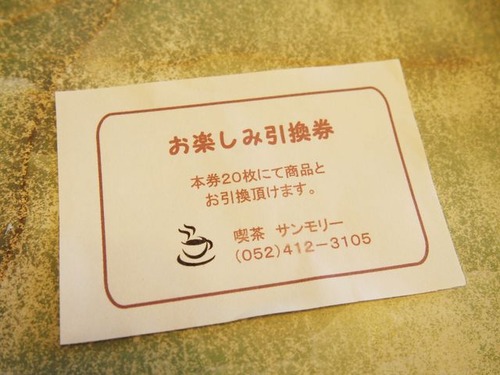 お楽しみ引換券
本券20枚にて商品と
お引換頂けます。
喫茶 サンモリー
(052)412-3105